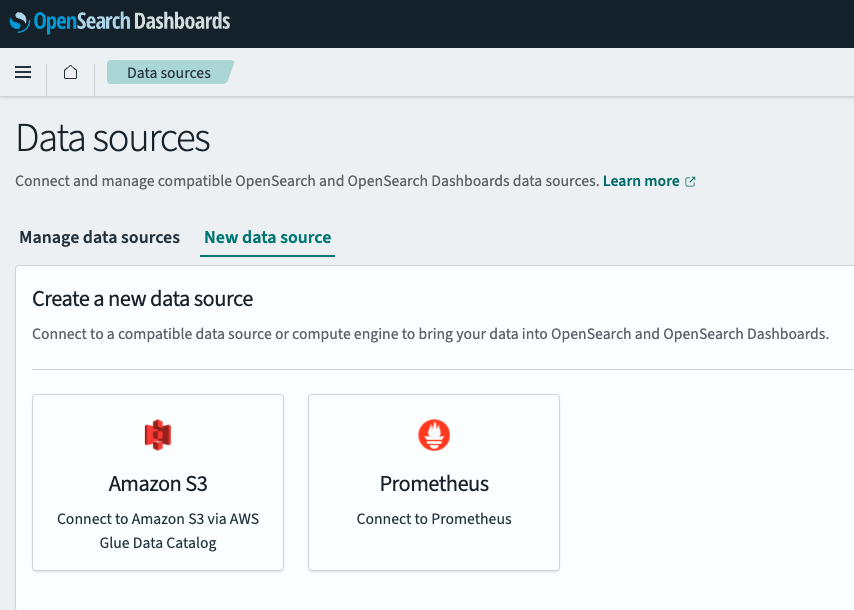 OpenSearch Dashboards
Data sources
Data sources
Connect and manage compatible OpenSearch and OpenSearch Dashboards data sources. Learn more
Manage data sources
New data source
Create a new data source
Connect to a compatible data source or compute engine to bring your data into OpenSearch and OpenSearch Dashboards.
Amazon S3
Connect to Amazon S3 via AWS
Glue Data Catalog
Prometheus
Connect to Prometheus